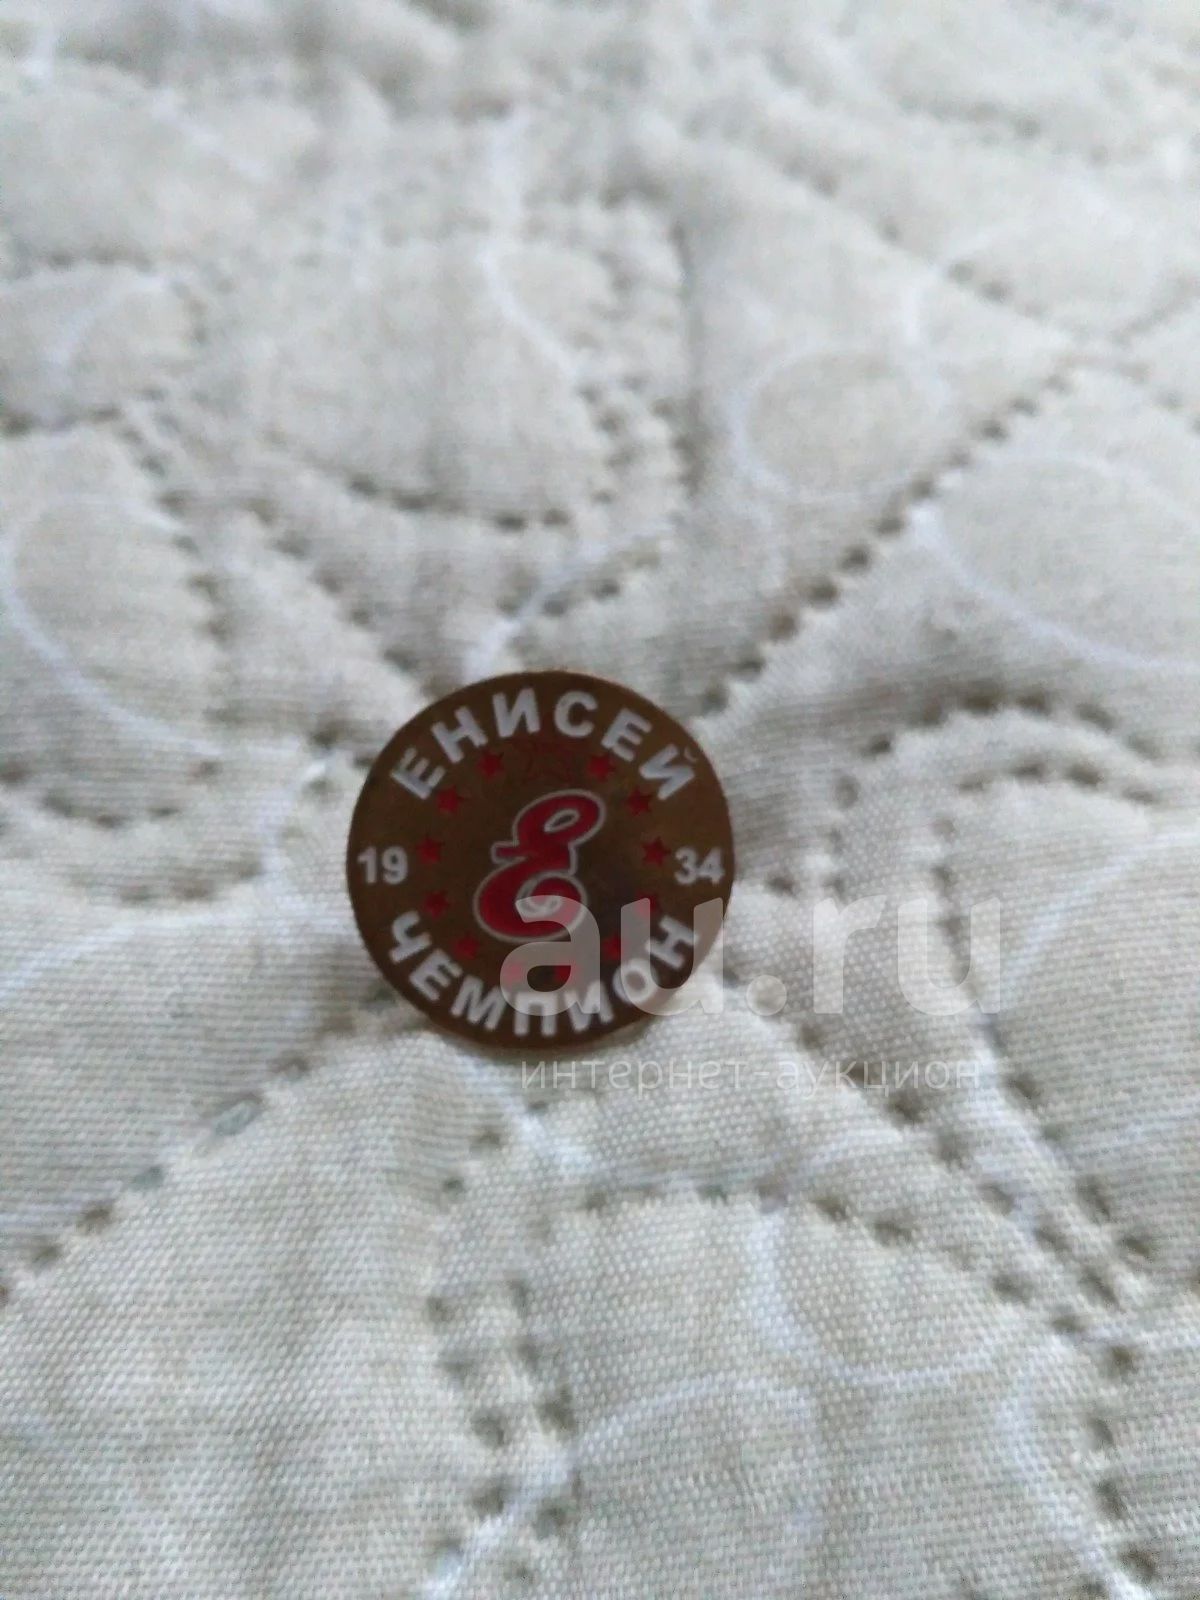 ЕНИСЕЙ
19 Е 34
ЧЕМПИОН
au.ru
интернет-аукцион